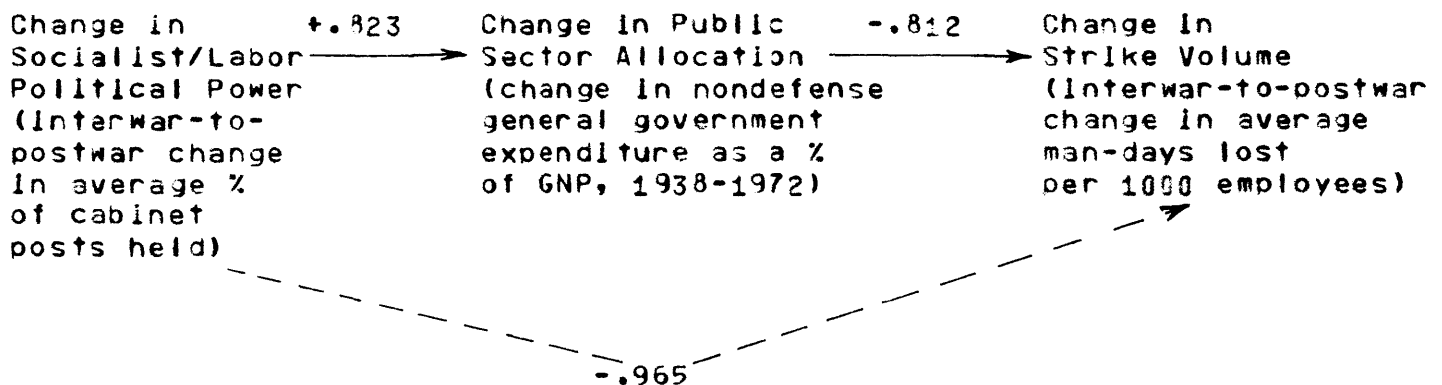 Change in
Socialist/Labor
Political Power
(Interwar-to-
postwar change
in average %
of cabinet
posts held)
+.823
Change in Public
Sector Allocation
(change in nondefense
general government
expenditure as a %
of GNP, 1938-1972)
-.812
Change in
Strike Volume
(Interwar-to-postwar
change in average
man-days lost
per 1000 employees)
-.965